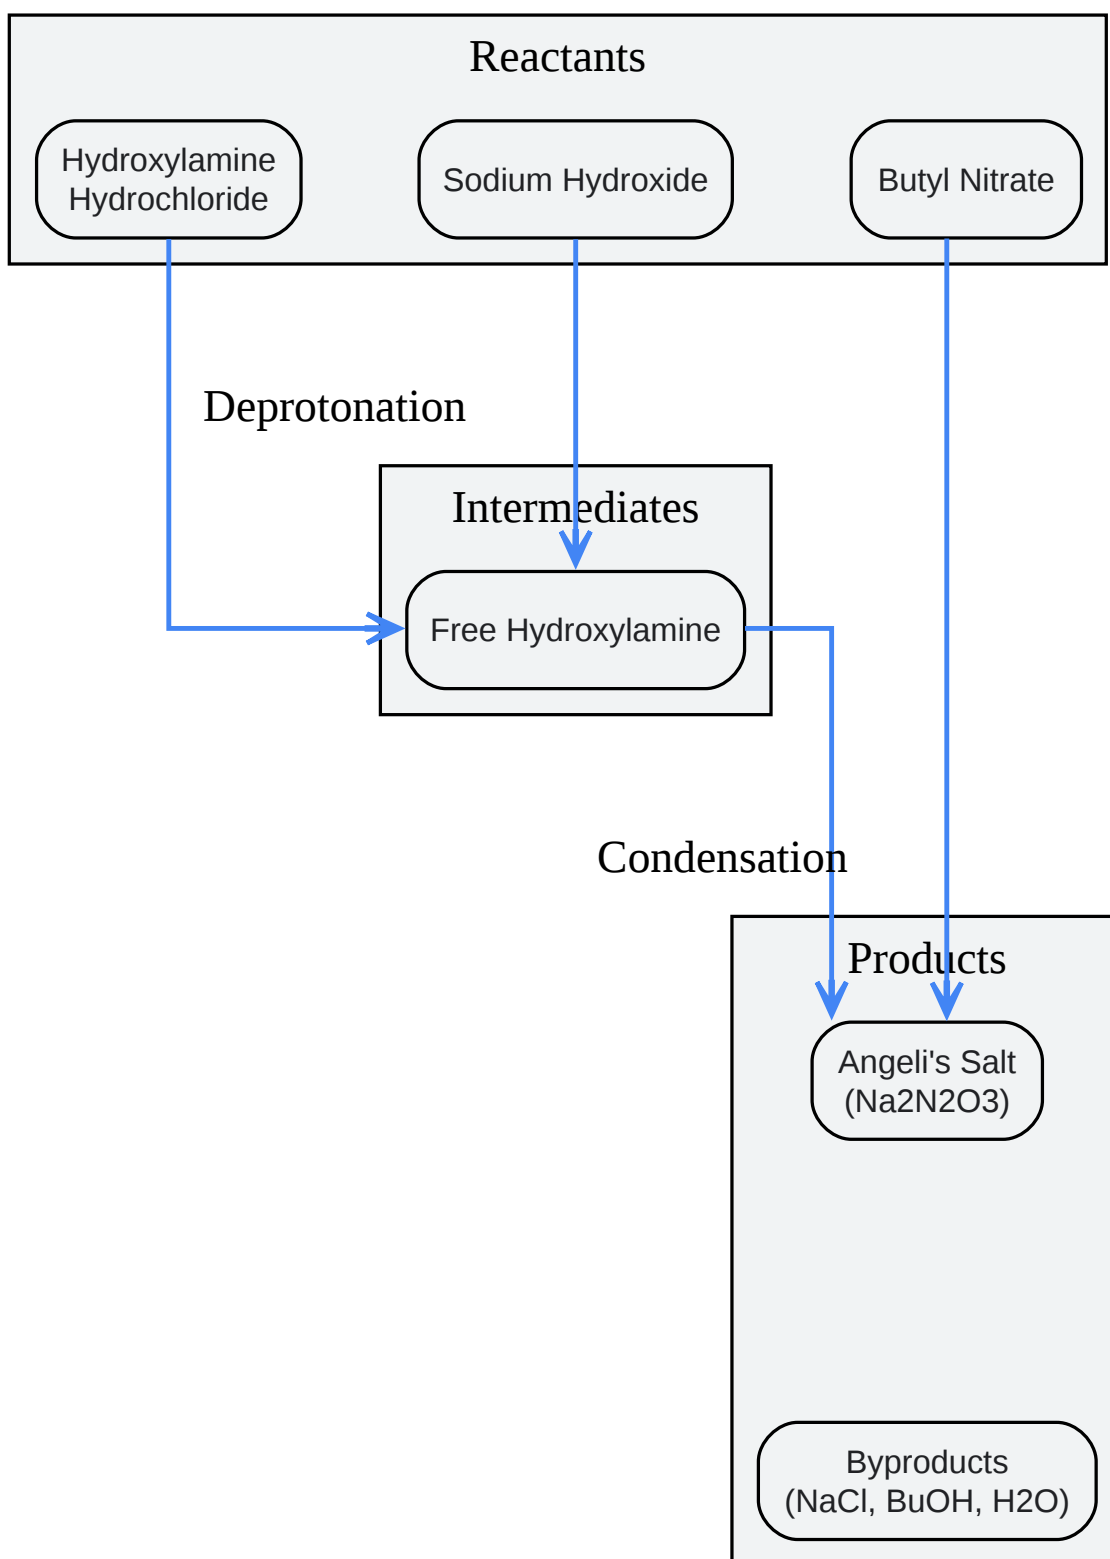 Reactants
Hydroxylamine
Hydrochloride
Sodium Hydroxide
Butyl Nitrate
Deprotonation
Intermediates
Free Hydroxylamine
Condensation
Products
Angeli's Salt
(Na2N2O3)
Byproducts
(NaCl, BuOH, H2O)